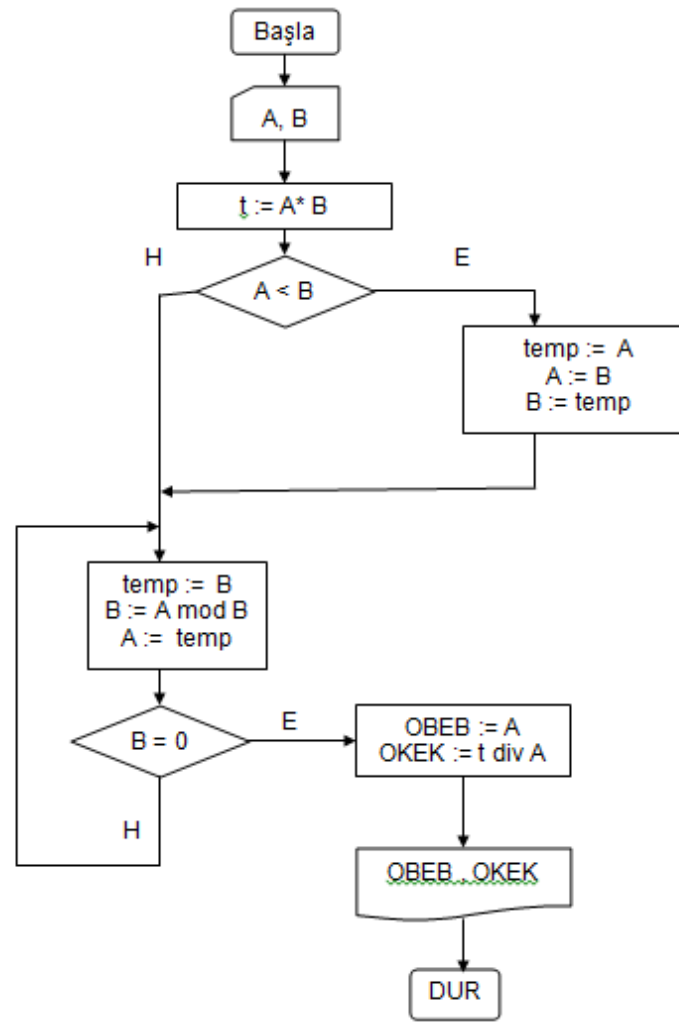 Başla
A, B
t := A* B
H
E
A < B
temp := A
A := B
B := temp
temp := B
B := A mod B
A := temp
B = 0
E
H
OBEB := A
OKEK := t div A
OBEB , OKEK
DUR